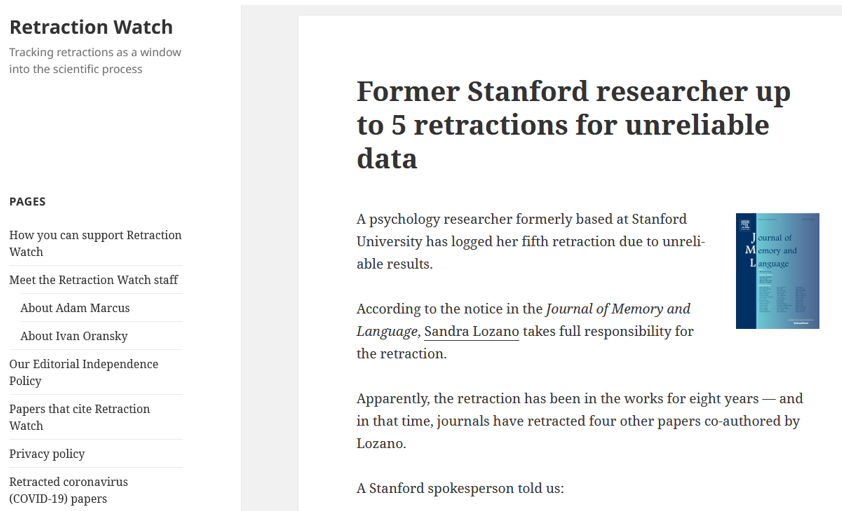 Retraction Watch
Tracking retractions as a window
into the scientific process
PAGES
How you can support Retraction
Watch
Meet the Retraction Watch staff
About Adam Marcus
About Ivan Oransky
Our Editorial Independence
Policy
Papers that cite Retraction
Watch
Privacy policy
Retracted coronavirus
(COVID-19) papers
Former Stanford researcher up
to 5 retractions for unreliable
data
A psychology researcher formerly based at Stanford
University has logged her fifth retraction due to unreli-
able results.
Journal of
Memory and
Language
According to the notice in the Journal of Memory and
Language, Sandra Lozano takes full responsibility for
the retraction.
Apparently, the retraction has been in the works for eight years — and
in that time, journals have retracted four other papers co-authored by
Lozano.
A Stanford spokesperson told us: